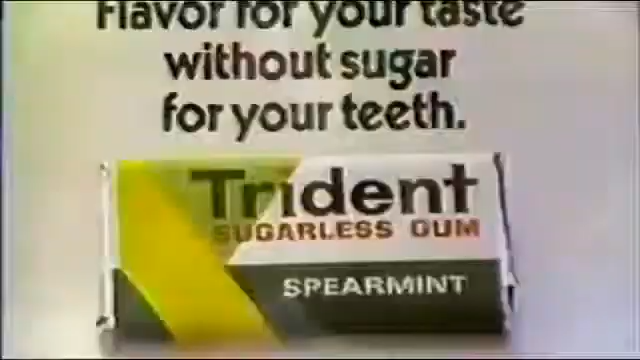 Flavor for your taste
without sugar
for your teeth.
Trident
SUGARLESS GUM
SPEARMINT